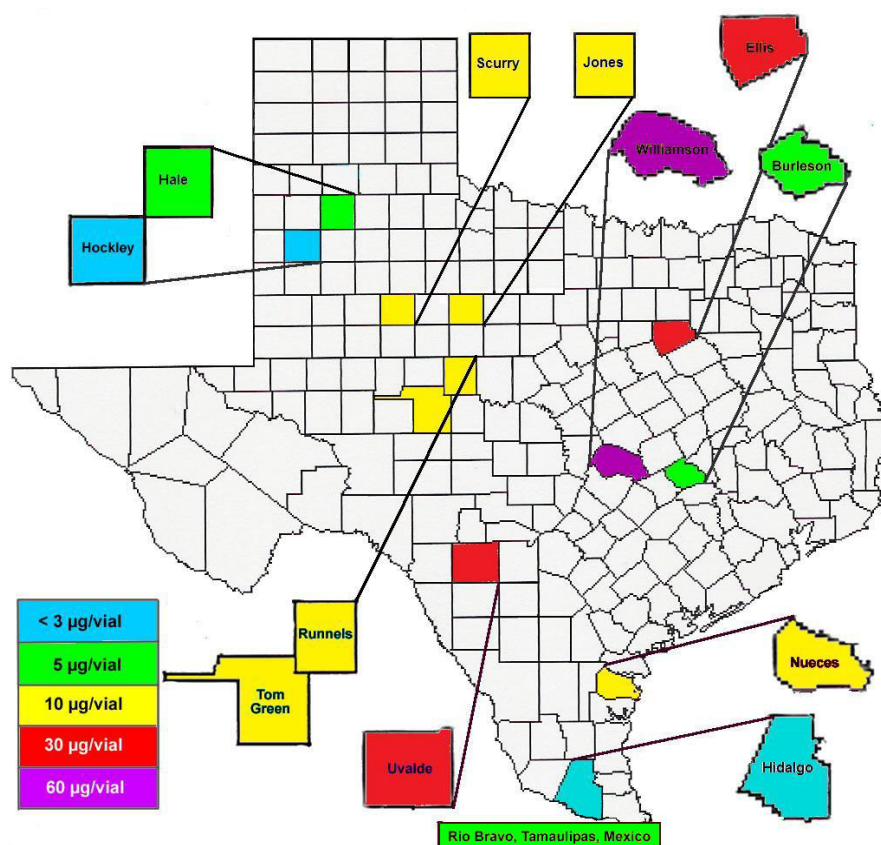 Scurry
Jones
Ellis
Williamson
Burleson
Hale
Hockley
< 3 µg/vial
5 µg/vial
10 µg/vial
30 µg/vial
60 µg/vial
Runnels
Tom
Green
Nueces
Uvalde
Hidalgo
Rio Bravo, Tamaulipas, Mexico